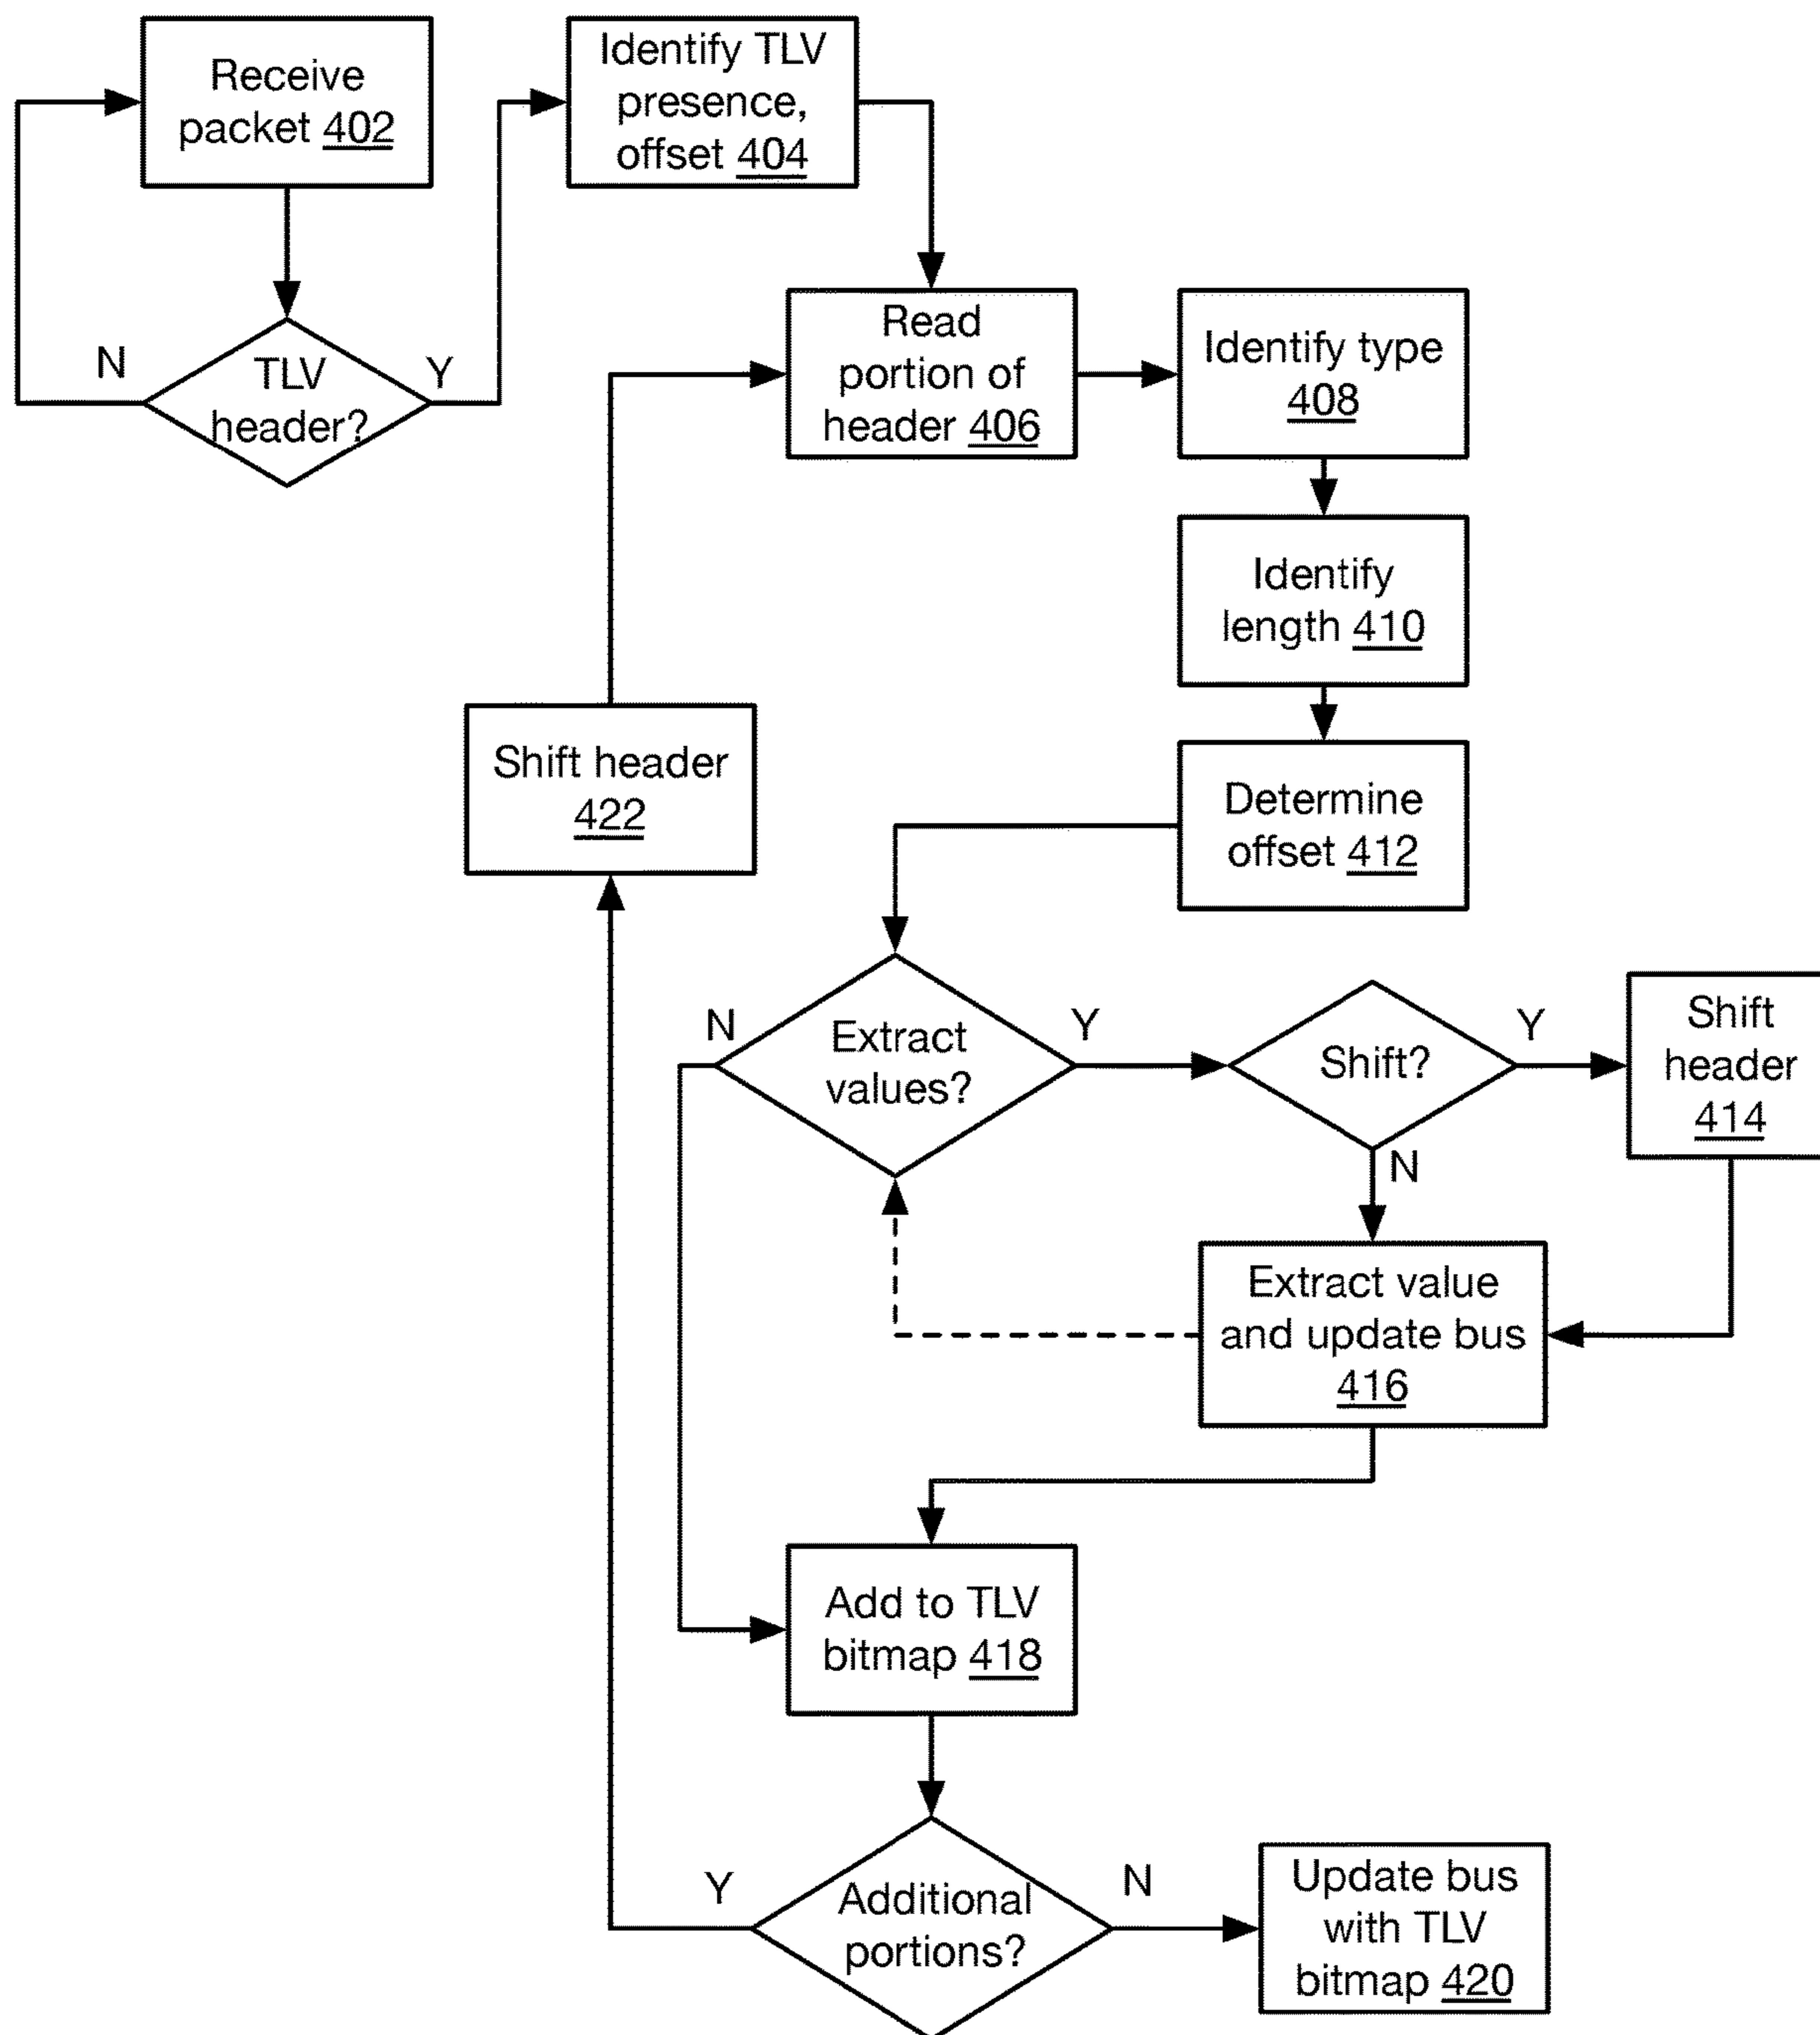 Receive
packet 402
Identify TLV
presence,
offset 404
N
TLV
header?
Y
Read
portion of
header 406
Identify type
408
Identify
length 410
Shift header
422
Determine
offset 412
N
Extract
values?
Y
Shift?
Y
N
Shift
header
414
Extract value
and update bus
416
Add to TLV
bitmap 418
Y
Additional
portions?
N
Update bus
with TLV
bitmap 420